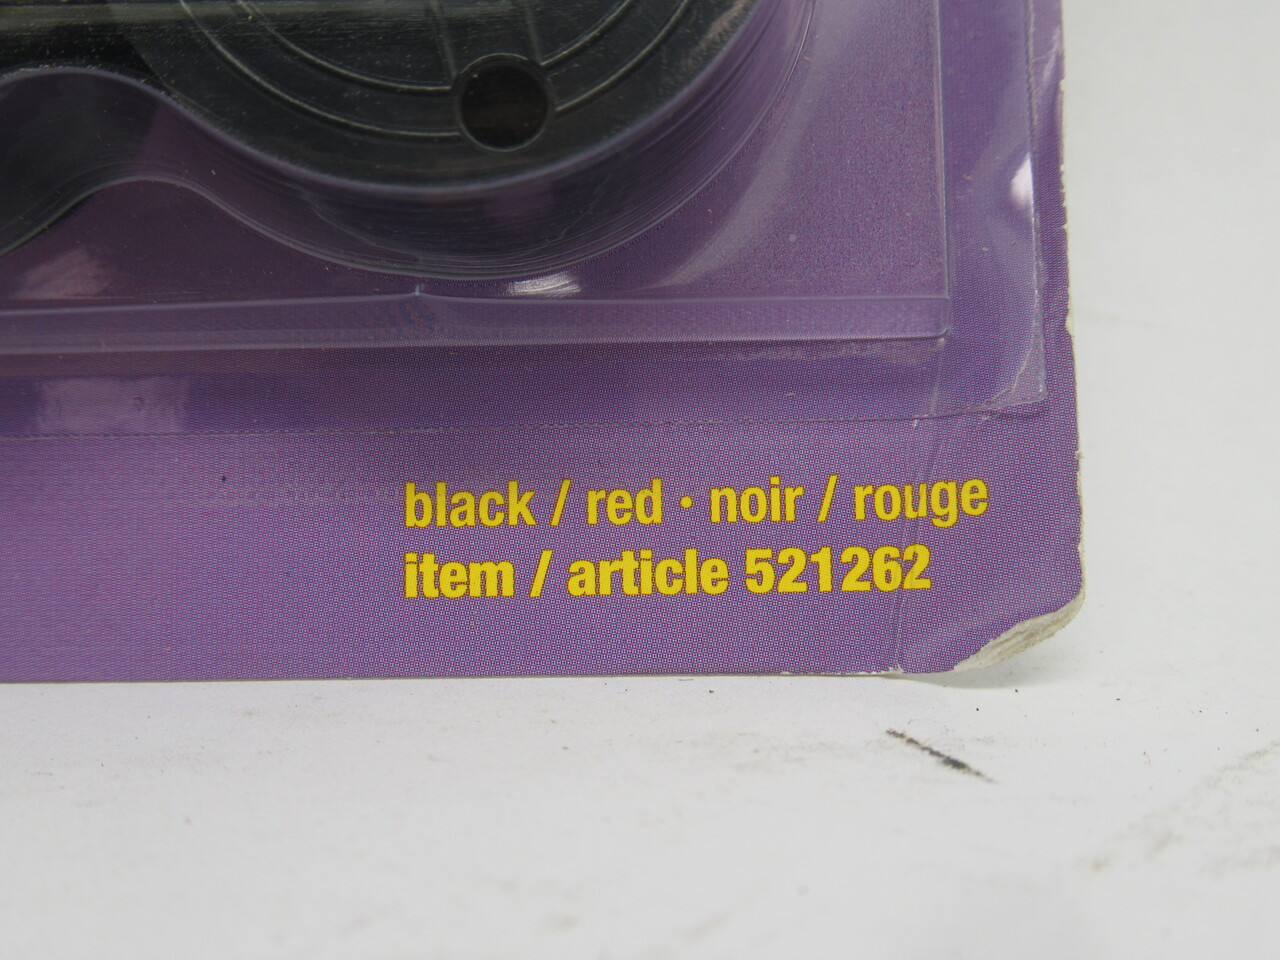 black / red • noir / rouge
item / article 521262